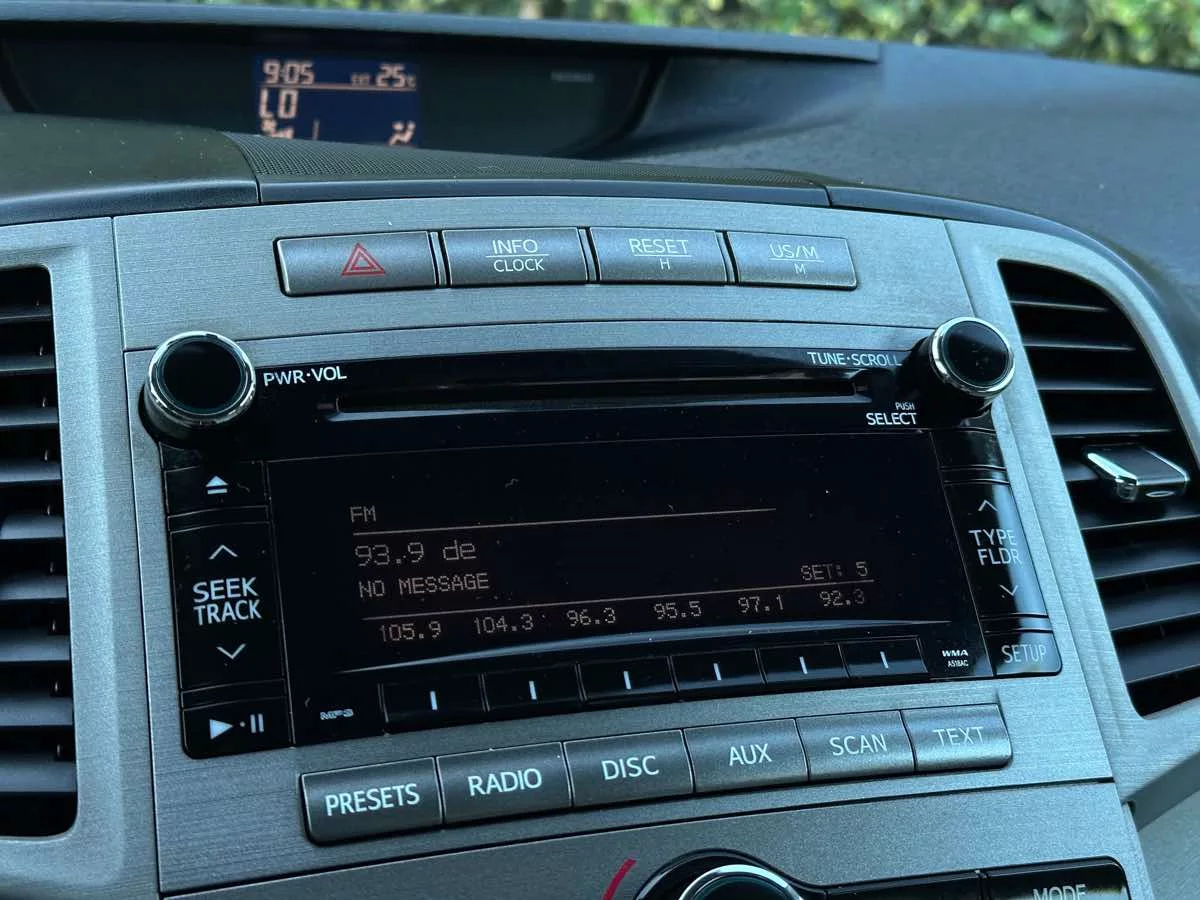 9:05 EXT 25°C
LO
INFO
CLOCK
RESET
H
US/M
M
PWR·VOL
TUNE·SCROLL
PUSH
SELECT
FM
93.9 de
NO MESSAGE
SET: 5
105.9 104.3 96.3 95.5 97.1 92.3
SEEK
TRACK
TYPE
FLDR
MP3
WMA
A518AC
SETUP
PRESETS RADIO DISC AUX SCAN TEXT
MODE